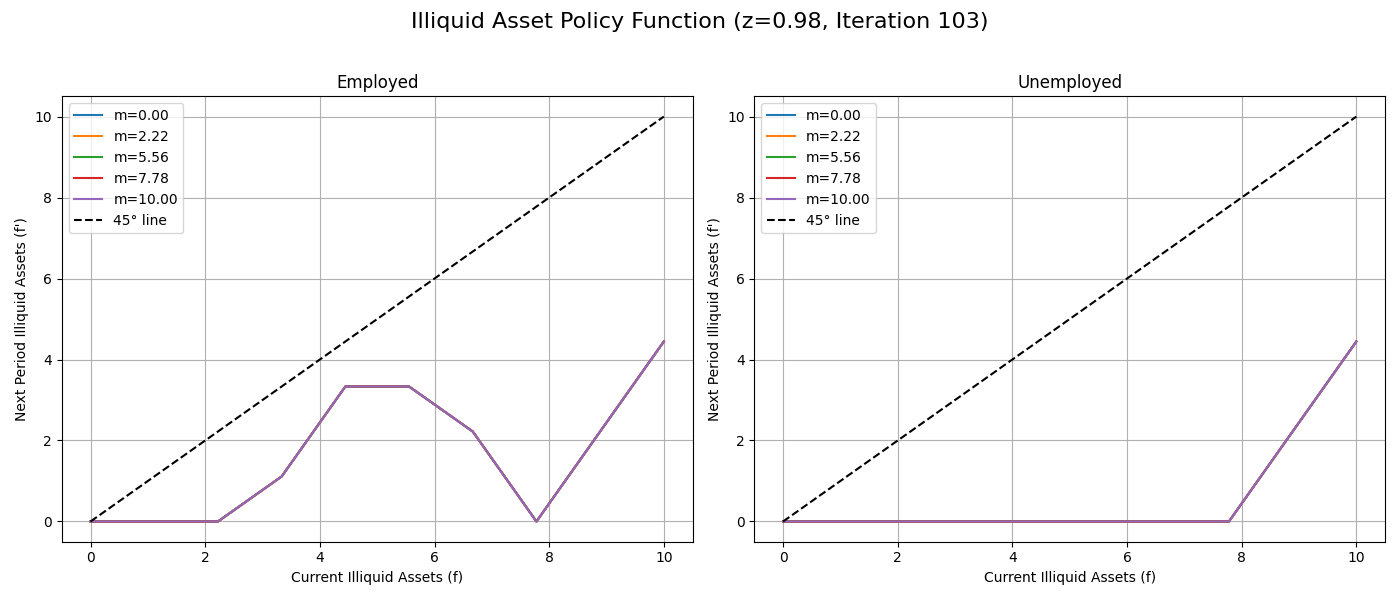 Illiquid Asset Policy Function (z=0.98, Iteration 103)
Employed
m=0.00
m=2.22
m=5.56
m=7.78
m=10.00
45° line
10
8
6
4
2
0
Next Period Illiquid Assets (f')
0 2 4 6 8 10
Current Illiquid Assets (f)
Unemployed
m=0.00
m=2.22
m=5.56
m=7.78
m=10.00
45° line
10
8
6
4
2
0
Next Period Illiquid Assets (f')
0 2 4 6 8 10
Current Illiquid Assets (f)